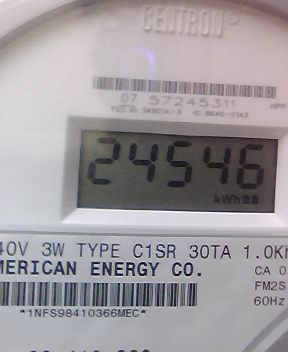 CENTRON
07 57245311
24546
kWh
40V 3W TYPE C1SR 30TA 1.0K
MERICAN ENERGY CO.
CA 0
FM2S
60Hz
*1NFS98410366MEC*